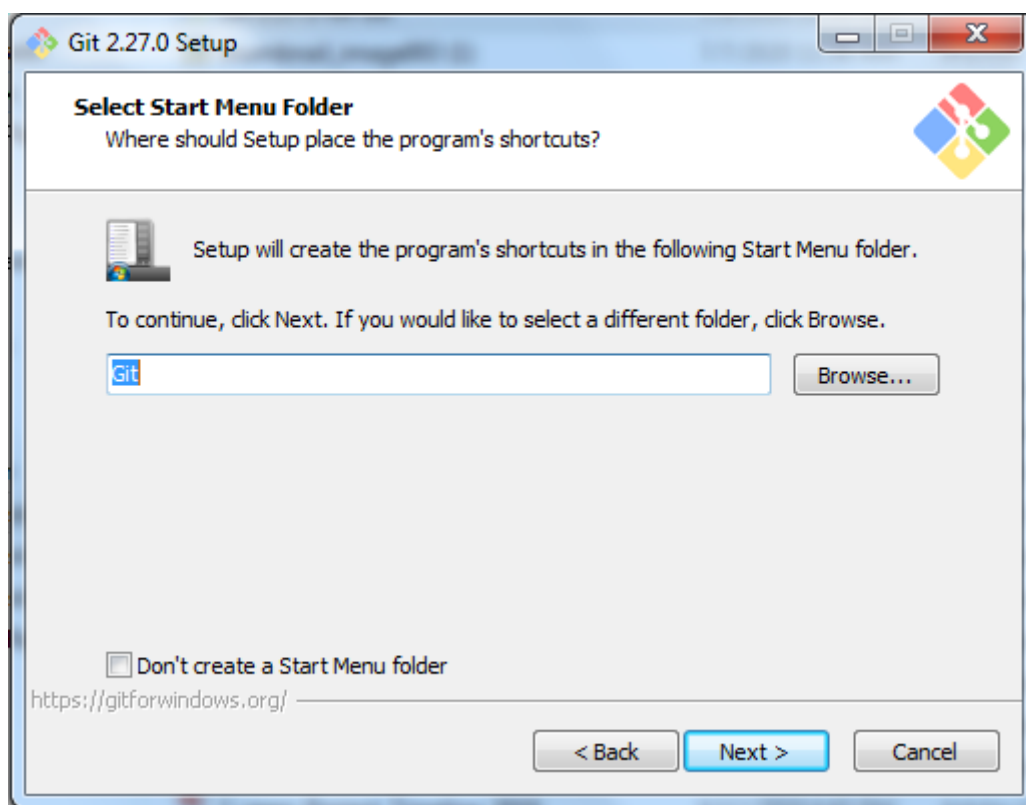 Git 2.27.0 Setup
Select Start Menu Folder
Where should Setup place the program's shortcuts?
Setup will create the program's shortcuts in the following Start Menu folder.
To continue, click Next. If you would like to select a different folder, click Browse.
Git
Browse...
Don't create a Start Menu folder
https://gitforwindows.org/
< Back
Next >
Cancel